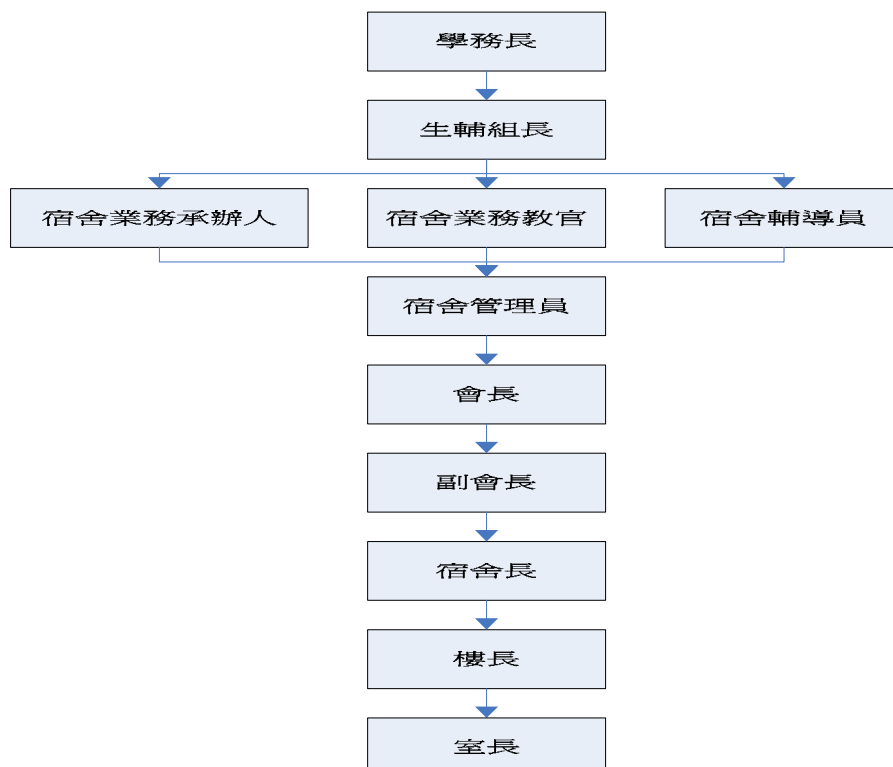 學務長
生輔組長
宿舍業務承辦人
宿舍業務教官
宿舍輔導員
宿舍管理員
會長
副會長
宿舍長
樓長
室長